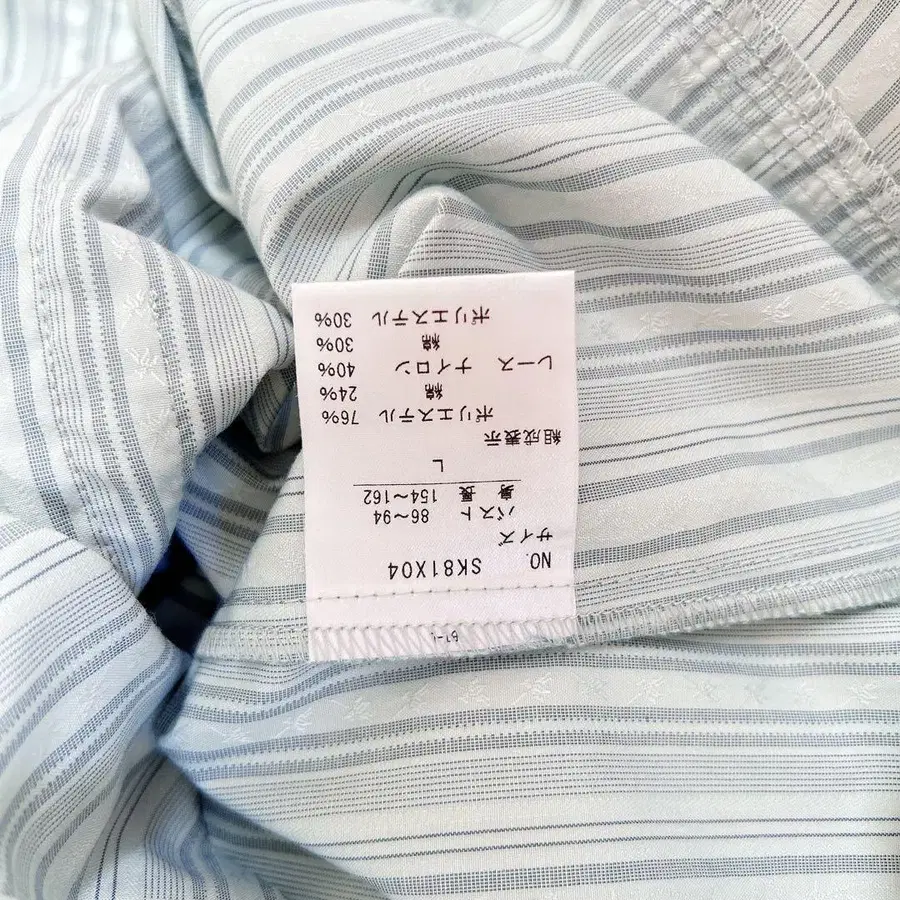 NO. SK81X04
サイズ
バスト 86〜94
身長 154〜162
L
組成表示
ポリエステル 76%
綿 24%
レース ナイロン 40%
綿 30%
ポリエステル 30%